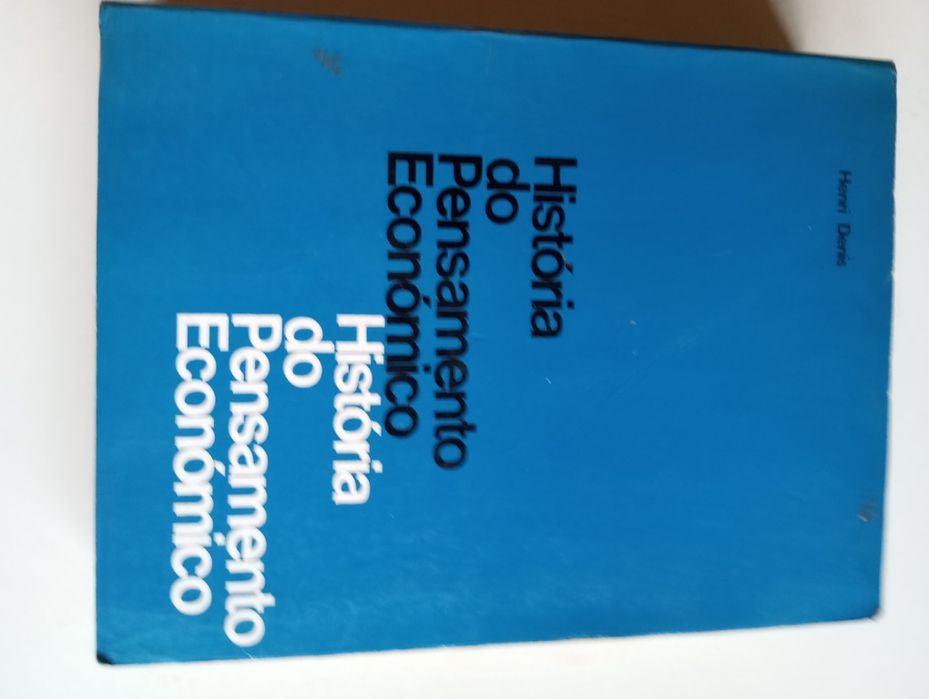 Henri Denis
História
do
Pensamento
Económico
História
do
Pensamento
Económico